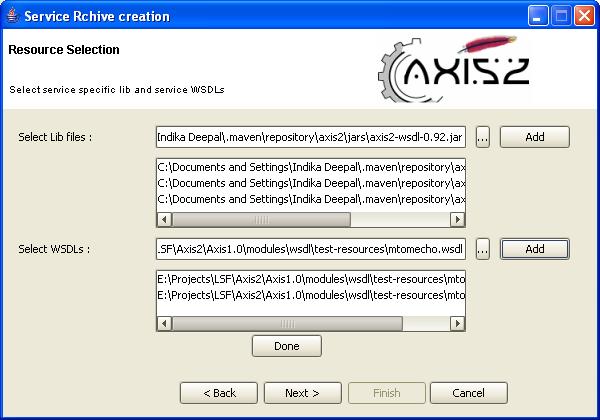 Service Rchive creation
Resource Selection
AXIS2
Select service specific lib and service WSDLs
Select Lib files :
Indika Deepal\.maven\repository\axis2\jars\axis2-wsdl-0.92.jar
...
Add
C:\Documents and Settings\Indika Deepal\.maven\repository\ax
C:\Documents and Settings\Indika Deepal\.maven\repository\ax
C:\Documents and Settings\Indika Deepal\.maven\repository\ax
Select WSDLs :
.SF\Axis2\Axis1.0\modules\wsdl\test-resources\mtomecho.wsdl
...
Add
E:\Projects\LSF\Axis2\Axis1.0\modules\wsdl\test-resources\mto
E:\Projects\LSF\Axis2\Axis1.0\modules\wsdl\test-resources\mto
Done
< Back
Next >
Finish
Cancel